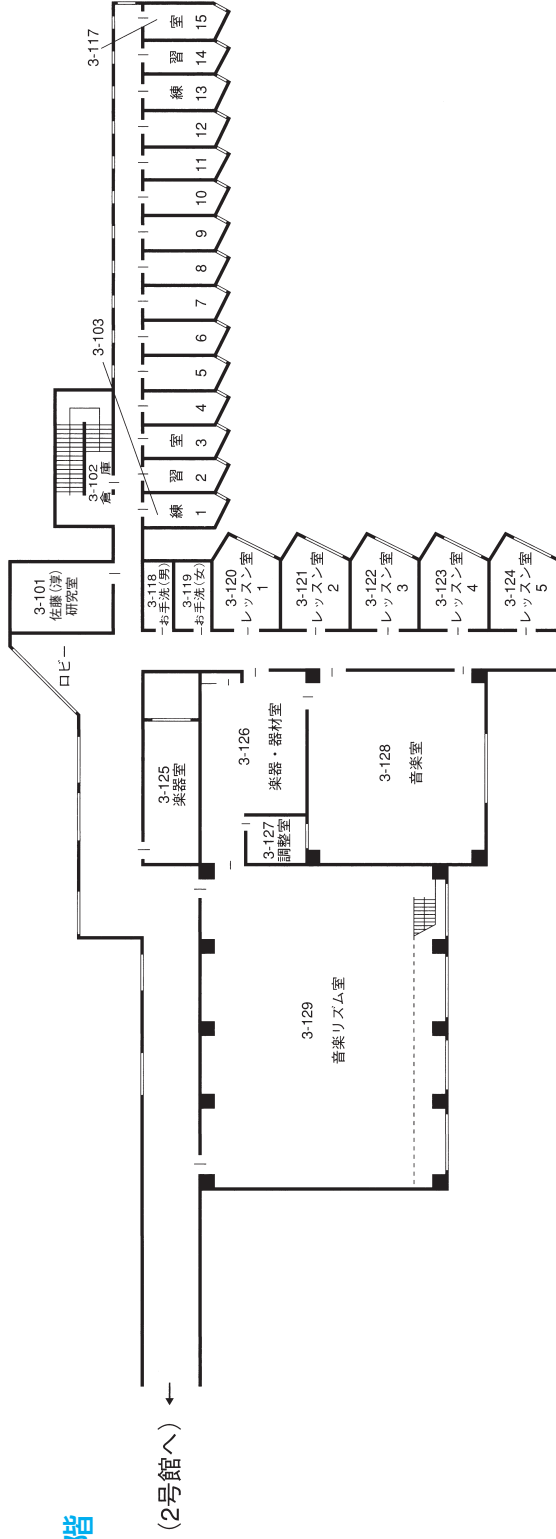 階
(2号館へ)
ロビー
3-101
佐藤(淳)
研究室
3-102
倉庫
3-103
3-117
練習室
1
2
3
4
5
6
7
8
9
10
11
12
練習室
13
14
15
3-118
お手洗(男)
3-119
お手洗(女)
3-120
レッスン室
1
3-121
レッスン室
2
3-122
レッスン室
3
3-123
レッスン室
4
3-124
レッスン室
5
3-125
楽器室
3-126
楽器・器材室
3-127
調整室
3-128
音楽室
3-129
音楽リズム室